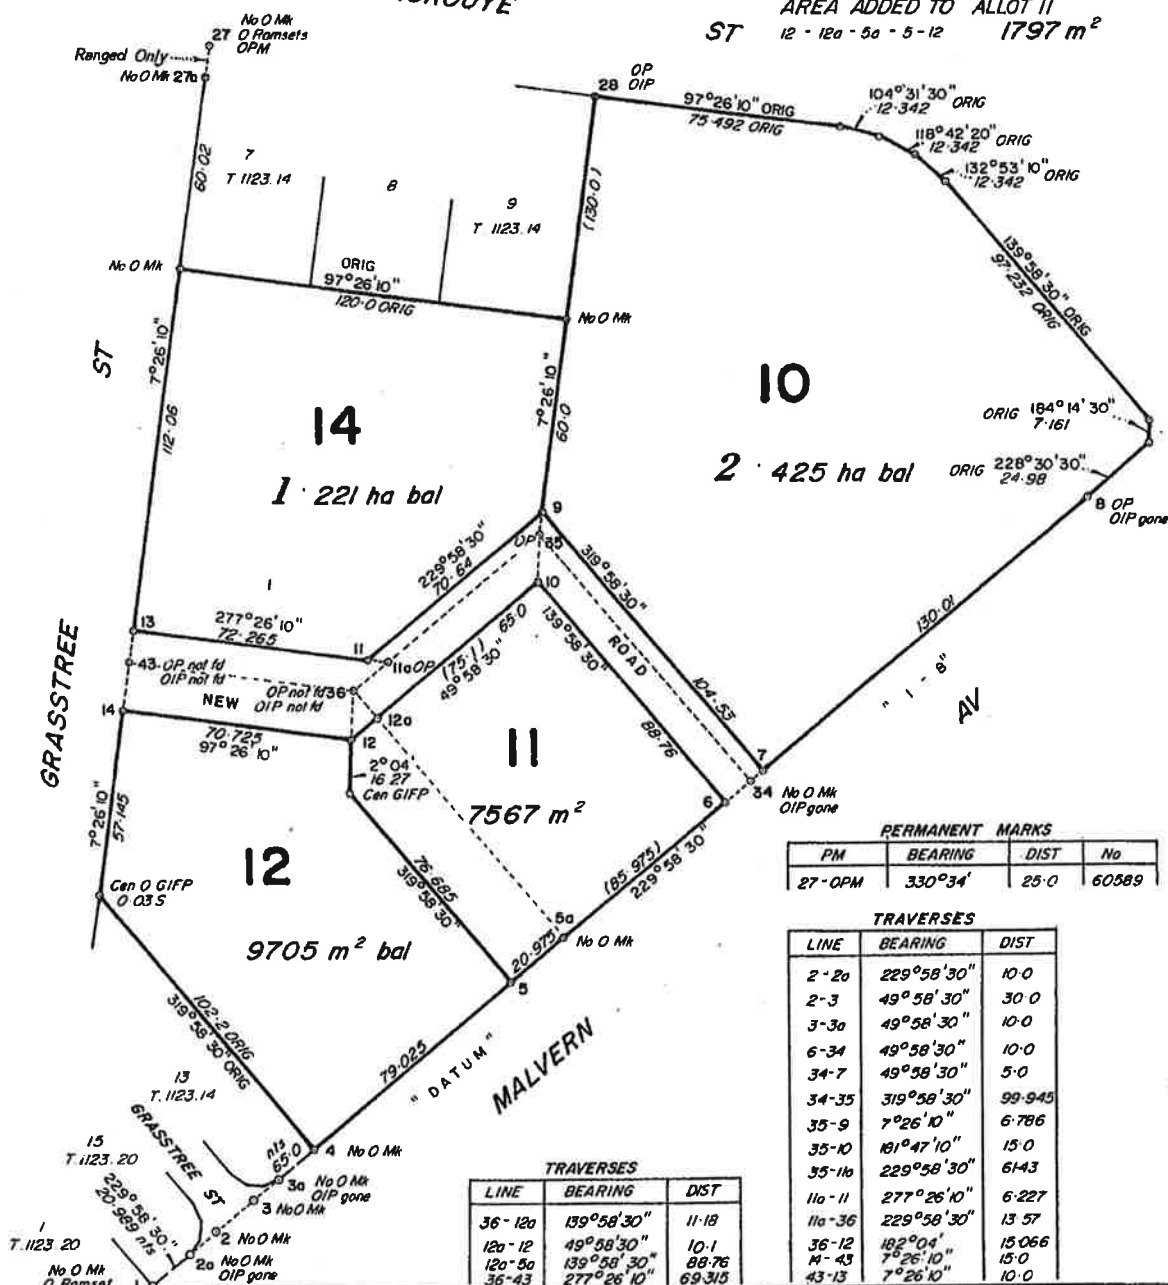 AREA ADDED TO ALLOT 11
ST 12 - 12a - 5a - 5 - 12 1797 m²
No O Mk
27 O Ramsets
OPM
Ranged Only
No O Mk 27a
28 OP
OIP
97°26'10" ORIG
75·492 ORIG
104°31'30"
12·342 ORIG
118°42'20"
12·342 ORIG
132°53'10"
12·342 ORIG
60·02
7
T 1123.14
8
9
T 1123.14
(130·0)
No O Mk
ORIG
97°26'10"
120·0 ORIG
No O Mk
139°58'30" ORIG
97·232 ORIG
ST
7°26'10"
112·06
14
1·221 ha bal
7°26'10"
60·0
10
2·425 ha bal
ORIG 184°14'30"
7·161
ORIG 228°30'30"
24·98
8 OP
OIP gone
9
OP 35
229°58'30"
70·64
319°58'30"
104·53
10
1
13
277°26'10"
72·265
11
11a OP
(75·1) 65·0
49°58'30"
139°58'30"
88·76
ROAD
130·01
" 1 - 8 "
AV
GRASSTREE
43 OP not fd
OIP not fd
NEW
OP not fd 36
OIP not fd
14
70·725
97°26'10"
12
12a
7°26'10"
57·145
2°04'
16·27
Cen GIFP
11
7567 m²
7
34 No O Mk
OIP gone
6
(85·975)
229°58'30"
12
9705 m² bal
Cen O GIFP
0·03 S
76·685
319°58'30"
5a No O Mk
20·975
5
102·2 ORIG
319°58'30" ORIG
79·025
" DATUM "
MALVERN
13
T.1123.14
GRASSTREE ST
15
T.1123.20
229°58'30"
20·989 nts
nts
65·0
4 No O Mk
3a No O Mk
OIP gone
3 No O Mk
2 No O Mk
2a No O Mk
OIP gone
1
T.1123.20
No O Mk
O Ramset
1
PERMANENT MARKS
PM BEARING DIST No
27-OPM 330°34' 25·0 60589
TRAVERSES
LINE BEARING DIST
2-2a 229°58'30" 10·0
2-3 49°58'30" 30·0
3-3a 49°58'30" 10·0
6-34 49°58'30" 10·0
34-7 49°58'30" 5·0
34-35 319°58'30" 99·945
35-9 7°26'10" 6·786
35-10 181°47'10" 15·0
35-11a 229°58'30" 61·43
11a-11 277°26'10" 6·227
11a-36 229°58'30" 13·57
36-12 182°04' 15·066
14-43 7°26'10" 15·0
43-13 7°26'10" 10·0
TRAVERSES
LINE BEARING DIST
36-12a 139°58'30" 11·18
12a-12 49°58'30" 10·1
12a-5a 139°58'30" 88·76
36-43 277°26'10" 69·315